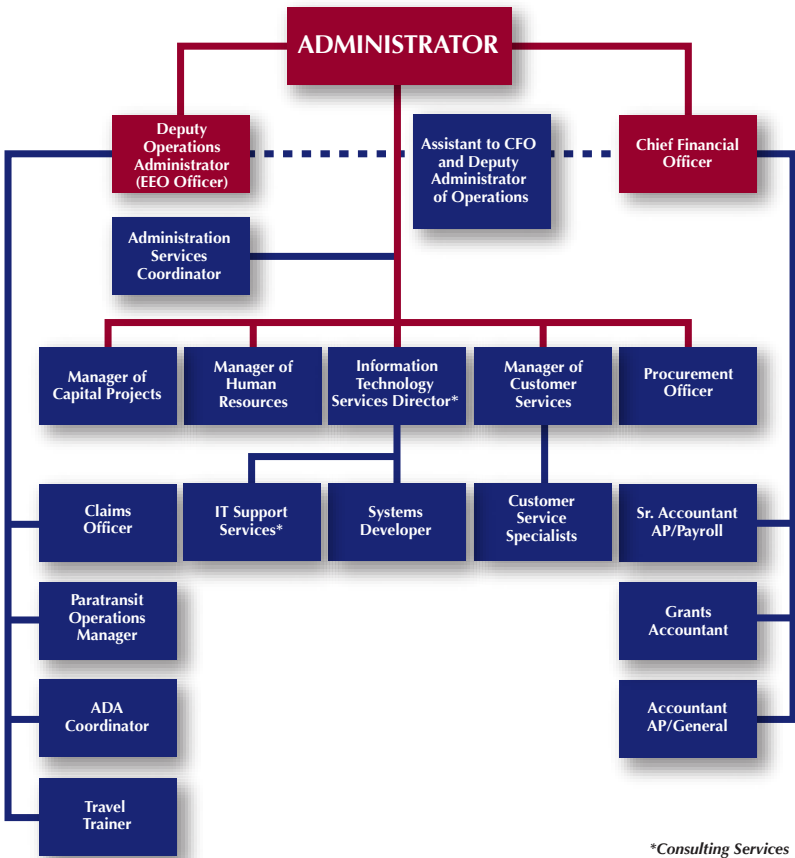 ADMINISTRATOR
Deputy
Operations
Administrator
(EEO Officer)
Assistant to CFO
and Deputy
Administrator
of Operations
Chief Financial
Officer
Administration
Services
Coordinator
Manager of
Capital Projects
Manager of
Human
Resources
Information
Technology
Services Director*
Manager of
Customer
Services
Procurement
Officer
Claims
Officer
IT Support
Services*
Systems
Developer
Customer
Service
Specialists
Sr. Accountant
AP/Payroll
Paratransit
Operations
Manager
Grants
Accountant
ADA
Coordinator
Accountant
AP/General
Travel
Trainer
*Consulting Services